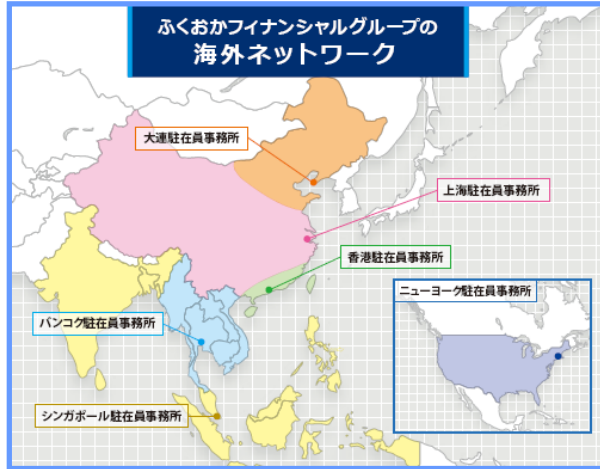 ふくおかフィナンシャルグループの
海外ネットワーク
大連駐在員事務所
上海駐在員事務所
香港駐在員事務所
ニューヨーク駐在員事務所
バンコク駐在員事務所
シンガポール駐在員事務所